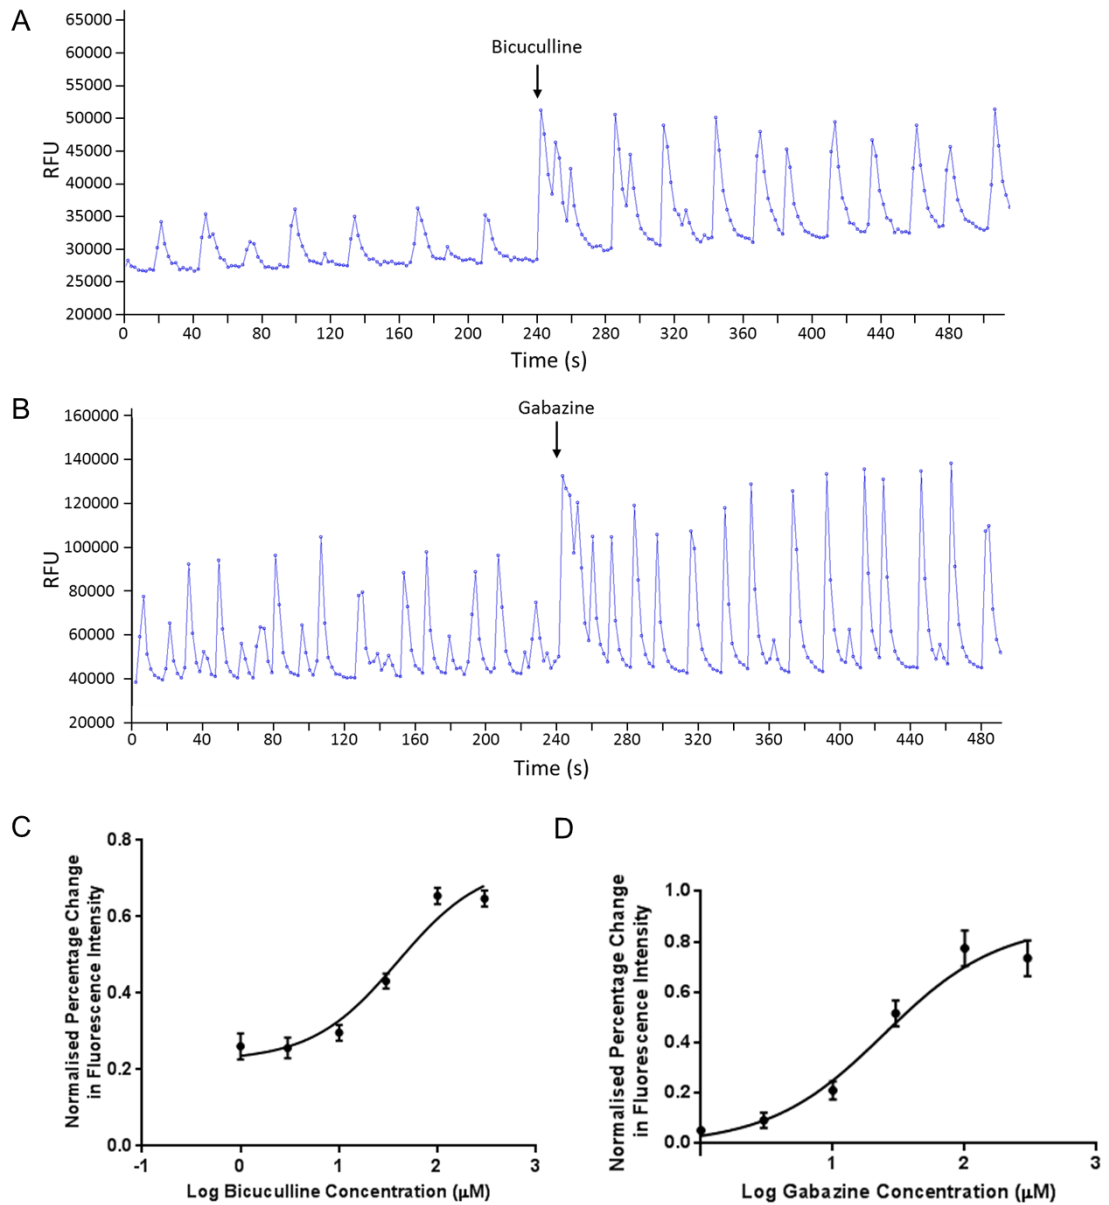 A
Bicuculline
65000
60000
55000
50000
45000
40000
35000
30000
25000
20000
RFU
0 40 80 120 160 200 240 280 320 360 400 440 480
Time (s)
B
Gabazine
160000
140000
120000
100000
80000
60000
40000
20000
RFU
0 40 80 120 160 200 240 280 320 360 400 440 480
Time (s)
C
Normalised Percentage Change
in Fluorescence Intensity
0.8
0.6
0.4
0.2
0.0
-1 0 1 2 3
Log Bicuculline Concentration (µM)
D
Normalised Percentage Change
in Fluorescence Intensity
1.0
0.8
0.6
0.4
0.2
0.0
1 2 3
Log Gabazine Concentration (µM)